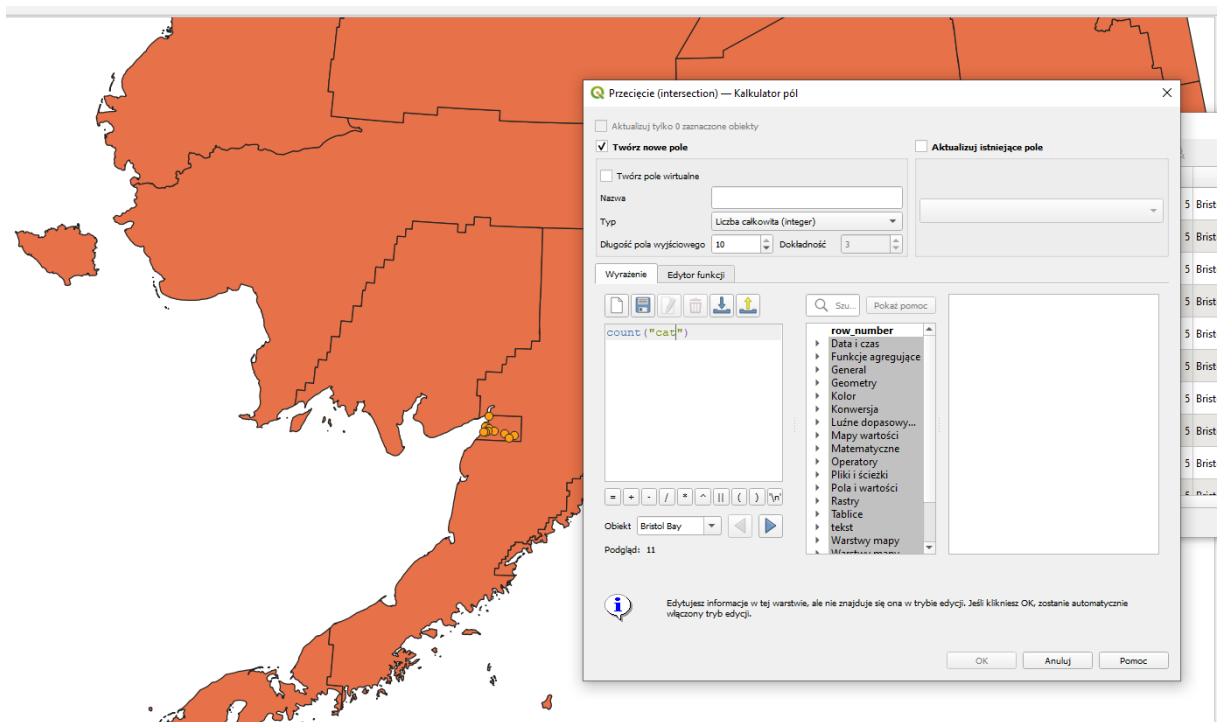 Przecięcie (intersection) — Kalkulator pól
Aktualizuj tylko 0 zaznaczone obiekty
Twórz nowe pole
Aktualizuj istniejące pole
Twórz pole wirtualne
Nazwa
Typ Liczba całkowita (integer)
Długość pola wyjściowego 10 Dokładność 3
Wyrażenie Edytor funkcji
Szu... Pokaż pomoc
count("cat")
row_number
Data i czas
Funkcje agregujące
General
Geometry
Kolor
Konwersja
Luźne dopasowy...
Mapy wartości
Matematyczne
Operatory
Pliki i ścieżki
Pola i wartości
Rastry
Tablice
tekst
Warstwy mapy
Warstwy mapy
= + - / * ^ || ( ) '\n'
Obiekt Bristol Bay
Podgląd: 11
Edytujesz informacje w tej warstwie, ale nie znajduje się ona w trybie edycji. Jeśli klikniesz OK, zostanie automatycznie
włączony tryb edycji.
OK Anuluj Pomoc
5 Brist
5 Brist
5 Brist
5 Brist
5 Brist
5 Brist
5 Brist
5 Brist
5 Brist